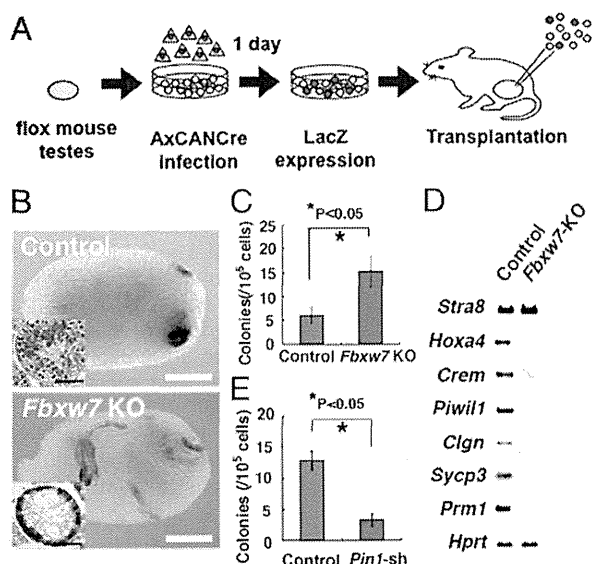 A
1 day
flox mouse
testes
AxCANCre
infection
LacZ
expression
Transplantation
B
Control
Fbxw7 KO
C
*P<0.05
*
Colonies(/10⁵ cells)
25
20
15
10
5
0
Control Fbxw7 KO
D
Control
Fbxw7-KO
Stra8
Hoxa4
Crem
Piwil1
Clgn
Sycp3
Prm1
Hprt
E
*P<0.05
*
Colonies (/10⁵ cells)
20
15
10
5
0
Control Pin1-sh